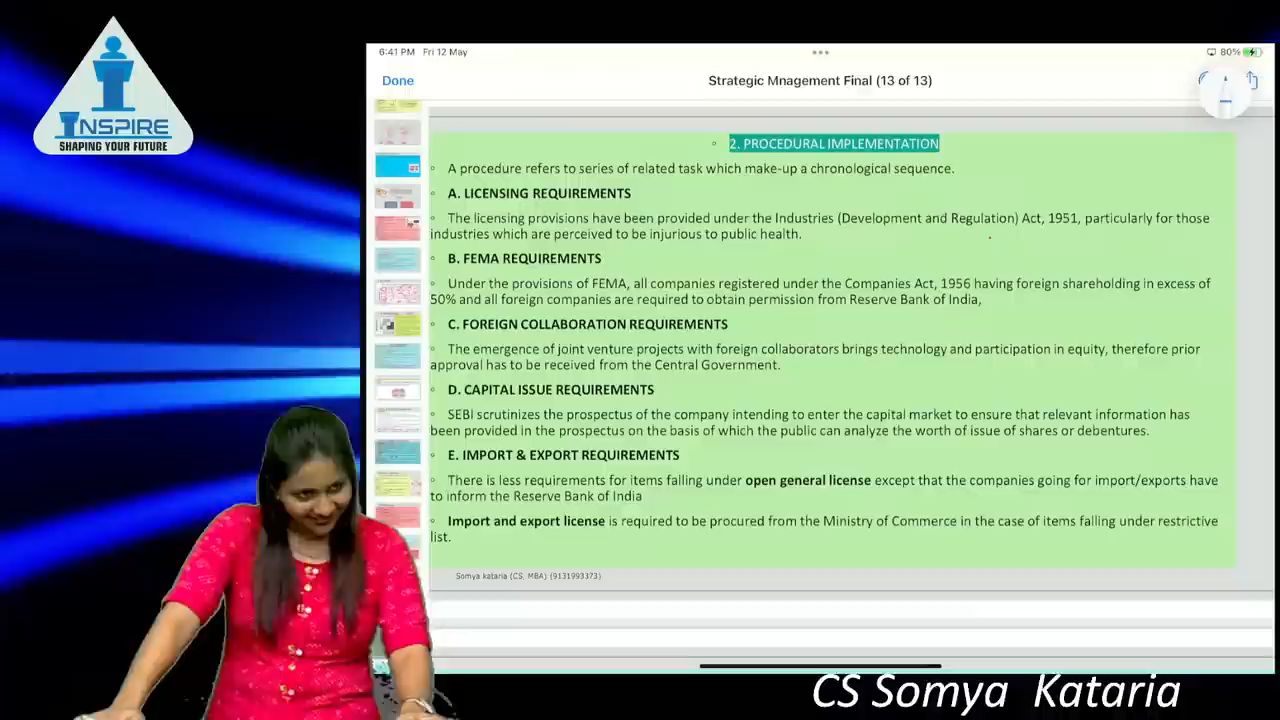 INSPIRE
SHAPING YOUR FUTURE
6:41 PM Fri 12 May
80%
Done
Strategic Mnagement Final (13 of 13)
2. PROCEDURAL IMPLEMENTATION
A procedure refers to series of related task which make-up a chronological sequence.
A. LICENSING REQUIREMENTS
The licensing provisions have been provided under the Industries (Development and Regulation) Act, 1951, particularly for those
industries which are perceived to be injurious to public health.
B. FEMA REQUIREMENTS
Under the provisions of FEMA, all companies registered under the Companies Act, 1956 having foreign shareholding in excess of
50% and all foreign companies are required to obtain permission from Reserve Bank of India,
C. FOREIGN COLLABORATION REQUIREMENTS
The emergence of joint venture projects with foreign collaborators brings technology and participation in equity, therefore prior
approval has to be received from the Central Government.
D. CAPITAL ISSUE REQUIREMENTS
SEBI scrutinizes the prospectus of the company intending to enter the capital market to ensure that relevant information has
been provided in the prospectus on the basis of which the public can analyze the worth of issue of shares or debentures.
E. IMPORT & EXPORT REQUIREMENTS
There is less requirements for items falling under open general license except that the companies going for import/exports have
to inform the Reserve Bank of India
Import and export license is required to be procured from the Ministry of Commerce in the case of items falling under restrictive
list.
Somya kataria (CS, MBA) (9131993373)
CS Somya Kataria